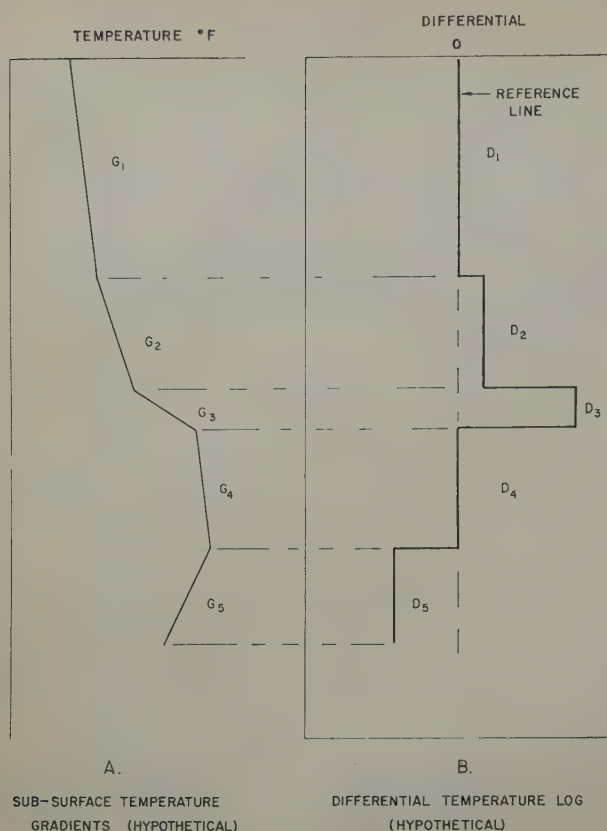 TEMPERATURE °F
DIFFERENTIAL
0
REFERENCE
LINE
G₁
D₁
G₂
D₂
G₃
D₃
G₄
D₄
G₅
D₅
A.
B.
SUB-SURFACE TEMPERATURE
GRADIENTS (HYPOTHETICAL)
DIFFERENTIAL TEMPERATURE LOG
(HYPOTHETICAL)